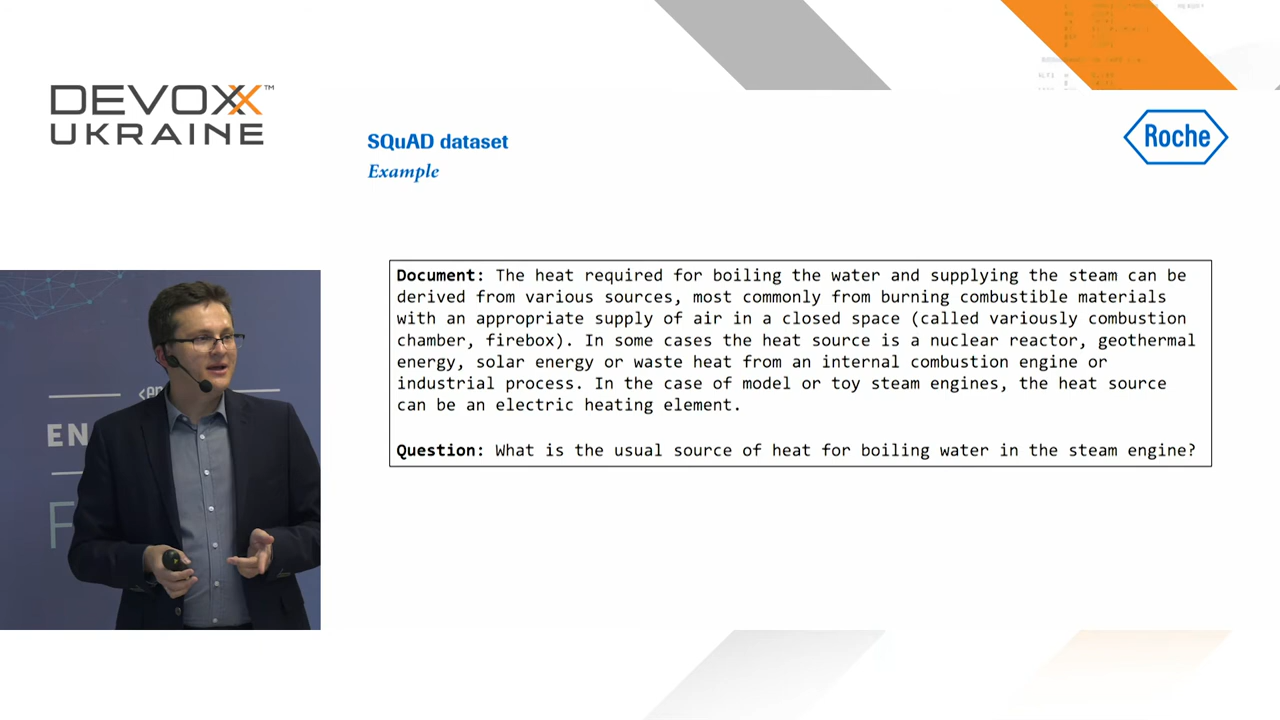 DEVOXX™
UKRAINE
SQuAD dataset
Example
Roche
Document: The heat required for boiling the water and supplying the steam can be
derived from various sources, most commonly from burning combustible materials
with an appropriate supply of air in a closed space (called variously combustion
chamber, firebox). In some cases the heat source is a nuclear reactor, geothermal
energy, solar energy or waste heat from an internal combustion engine or
industrial process. In the case of model or toy steam engines, the heat source
can be an electric heating element.
Question: What is the usual source of heat for boiling water in the steam engine?
EN
F